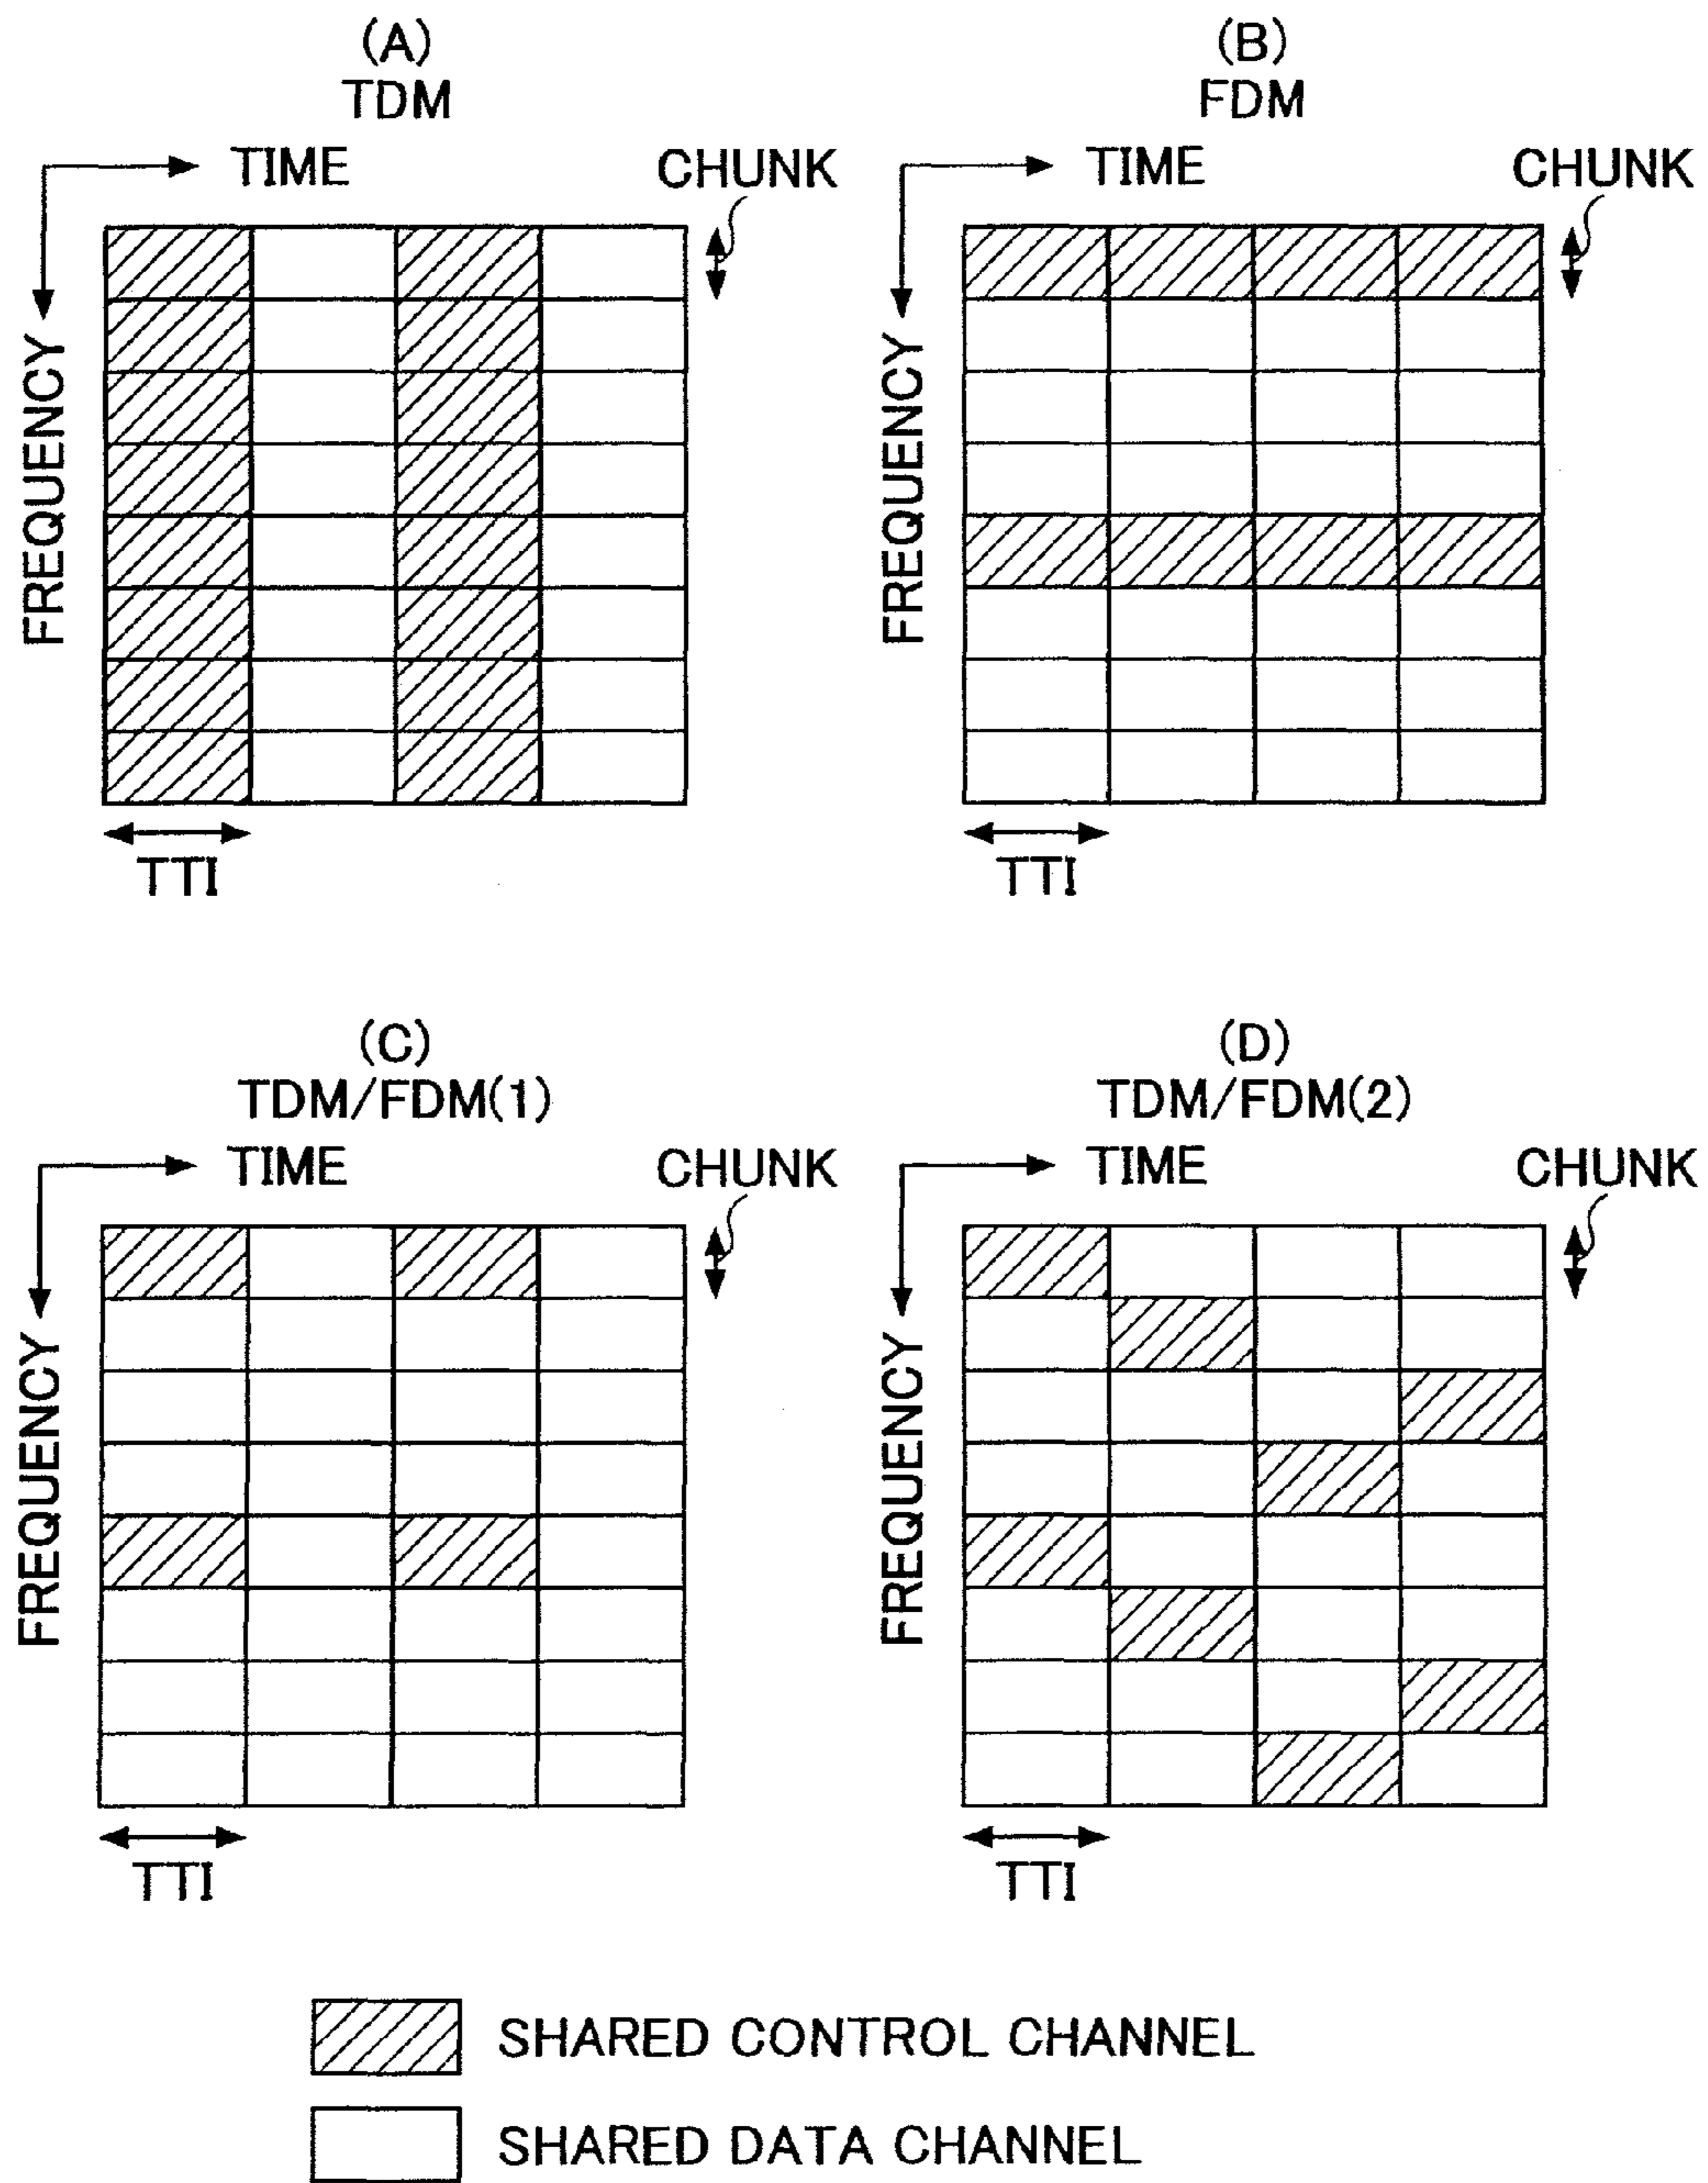 (A)
TDM
TIME
CHUNK
FREQUENCY
TTI
(B)
FDM
TIME
CHUNK
FREQUENCY
TTI
(C)
TDM/FDM(1)
TIME
CHUNK
FREQUENCY
TTI
(D)
TDM/FDM(2)
TIME
CHUNK
FREQUENCY
TTI
SHARED CONTROL CHANNEL
SHARED DATA CHANNEL